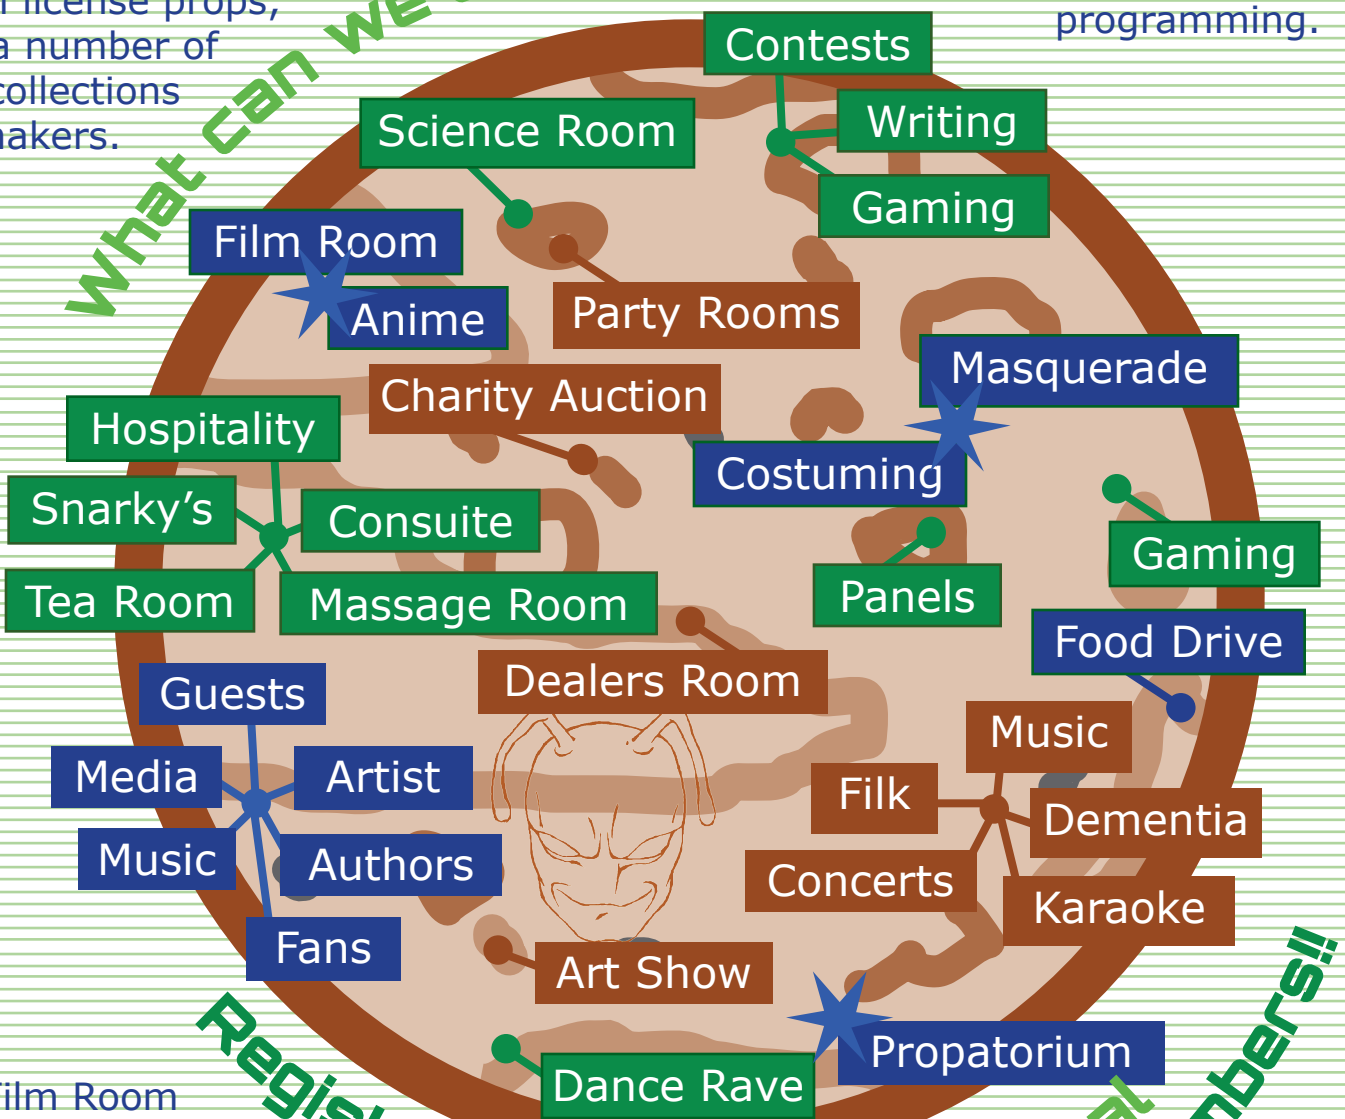 license props,
a number of
collections
What can we
programming.
Contests
Science Room
Writing
Gaming
Film Room
Anime
Party Rooms
Masquerade
Charity Auction
Hospitality
Costuming
Snarky’s
Consuite
Gaming
Tea Room
Massage Room
Panels
Food Drive
Guests
Dealers Room
Music
Media
Artist
Filk
Dementia
Music
Authors
Concerts
Karaoke
Fans
Art Show
Propatorium
Dance Rave
Film Room